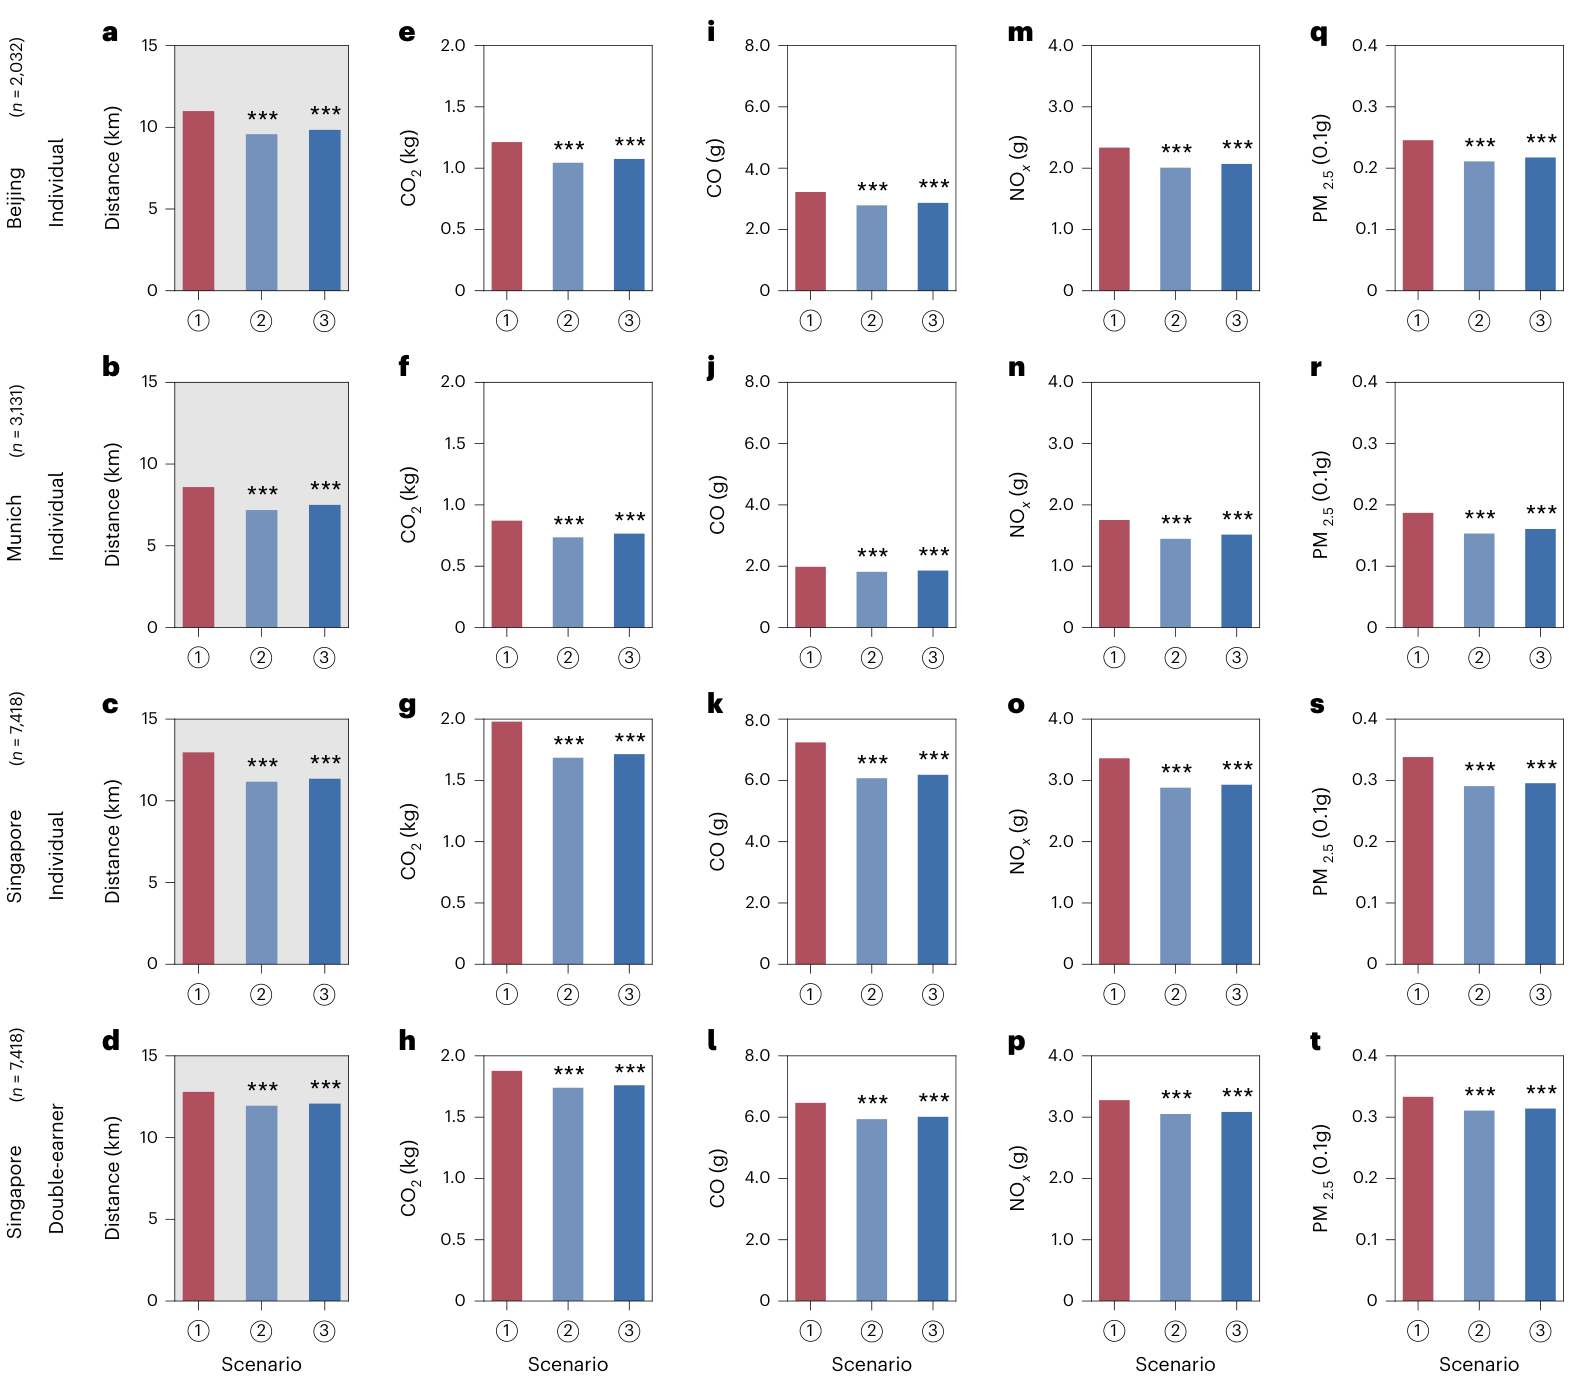 Beijing (n = 2,032)
Individual
a
Distance (km)
15
10
5
0
***
***
① ② ③
e
CO2 (kg)
2.0
1.5
1.0
0.5
0
***
***
① ② ③
i
CO (g)
8.0
6.0
4.0
2.0
0
***
***
① ② ③
m
NOx (g)
4.0
3.0
2.0
1.0
0
***
***
① ② ③
q
PM 2.5 (0.1g)
0.4
0.3
0.2
0.1
0
***
***
① ② ③
Munich (n = 3,131)
Individual
b
Distance (km)
15
10
5
0
***
***
① ② ③
f
CO2 (kg)
2.0
1.5
1.0
0.5
0
***
***
① ② ③
j
CO (g)
8.0
6.0
4.0
2.0
0
***
***
① ② ③
n
NOx (g)
4.0
3.0
2.0
1.0
0
***
***
① ② ③
r
PM 2.5 (0.1g)
0.4
0.3
0.2
0.1
0
***
***
① ② ③
Singapore (n = 7,418)
Individual
c
Distance (km)
15
10
5
0
***
***
① ② ③
g
CO2 (kg)
2.0
1.5
1.0
0.5
0
***
***
① ② ③
k
CO (g)
8.0
6.0
4.0
2.0
0
***
***
① ② ③
o
NOx (g)
4.0
3.0
2.0
1.0
0
***
***
① ② ③
s
PM 2.5 (0.1g)
0.4
0.3
0.2
0.1
0
***
***
① ② ③
Singapore (n = 7,418)
Double-earner
d
Distance (km)
15
10
5
0
***
***
① ② ③
Scenario
h
CO2 (kg)
2.0
1.5
1.0
0.5
0
***
***
① ② ③
Scenario
l
CO (g)
8.0
6.0
4.0
2.0
0
***
***
① ② ③
Scenario
p
NOx (g)
4.0
3.0
2.0
1.0
0
***
***
① ② ③
Scenario
t
PM 2.5 (0.1g)
0.4
0.3
0.2
0.1
0
***
***
① ② ③
Scenario